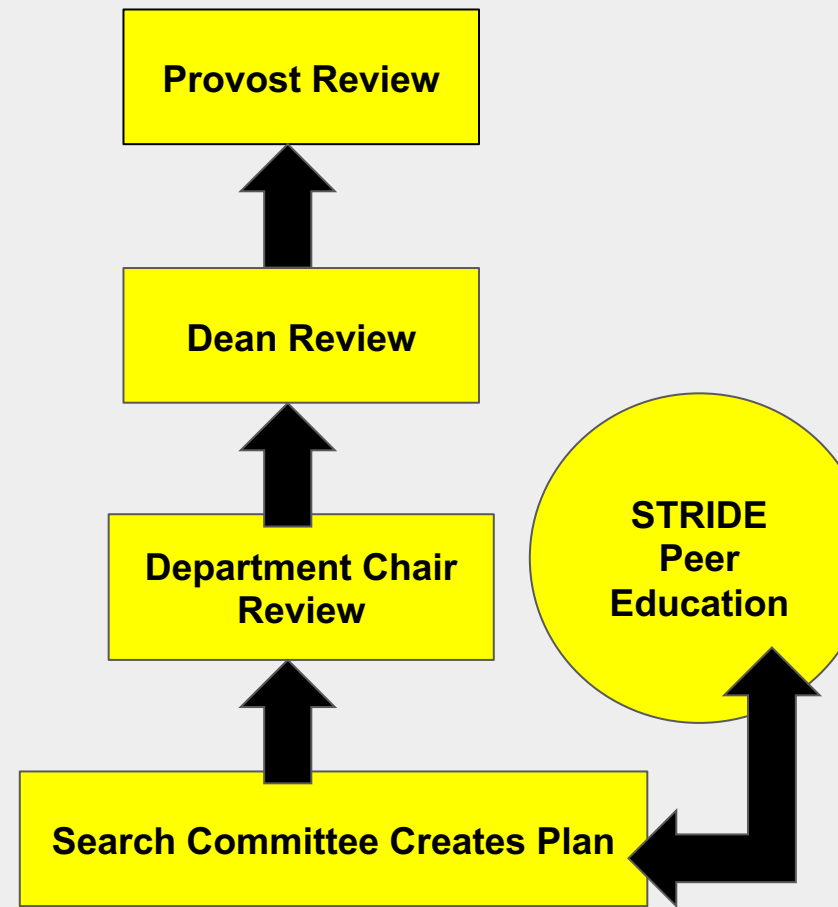 Provost Review
Dean Review
Department Chair
Review
STRIDE
Peer
Education
Search Committee Creates Plan